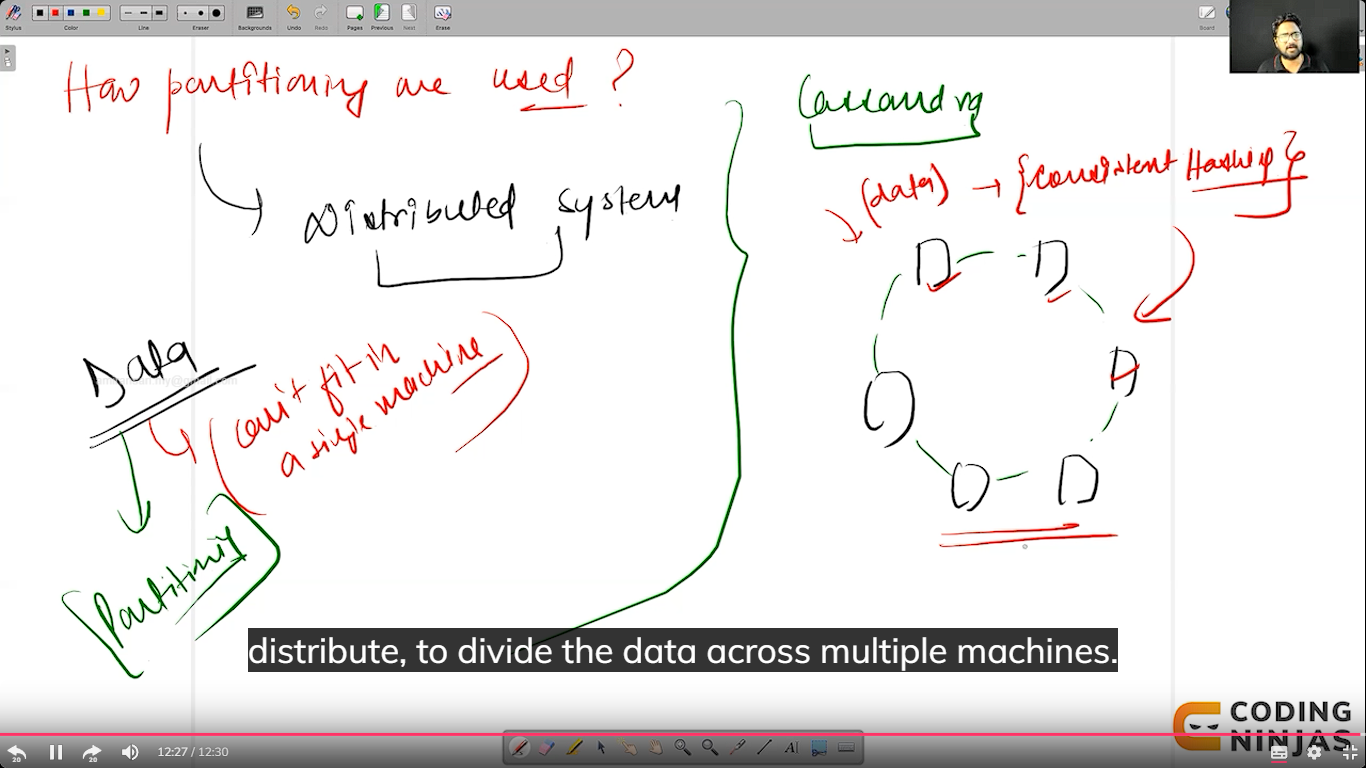 Stylus
Color
Line
Eraser
Backgrounds
Undo
Redo
Pages
Previous
Next
Erase
Board
How partitioning are used ?
Distributed system
Data
can't fit in
a single machine
Partitining
Cassandra
(data) → {Consistent Hashing}
distribute, to divide the data across multiple machines.
20
20
12:27 / 12:30
CODING
NINJAS